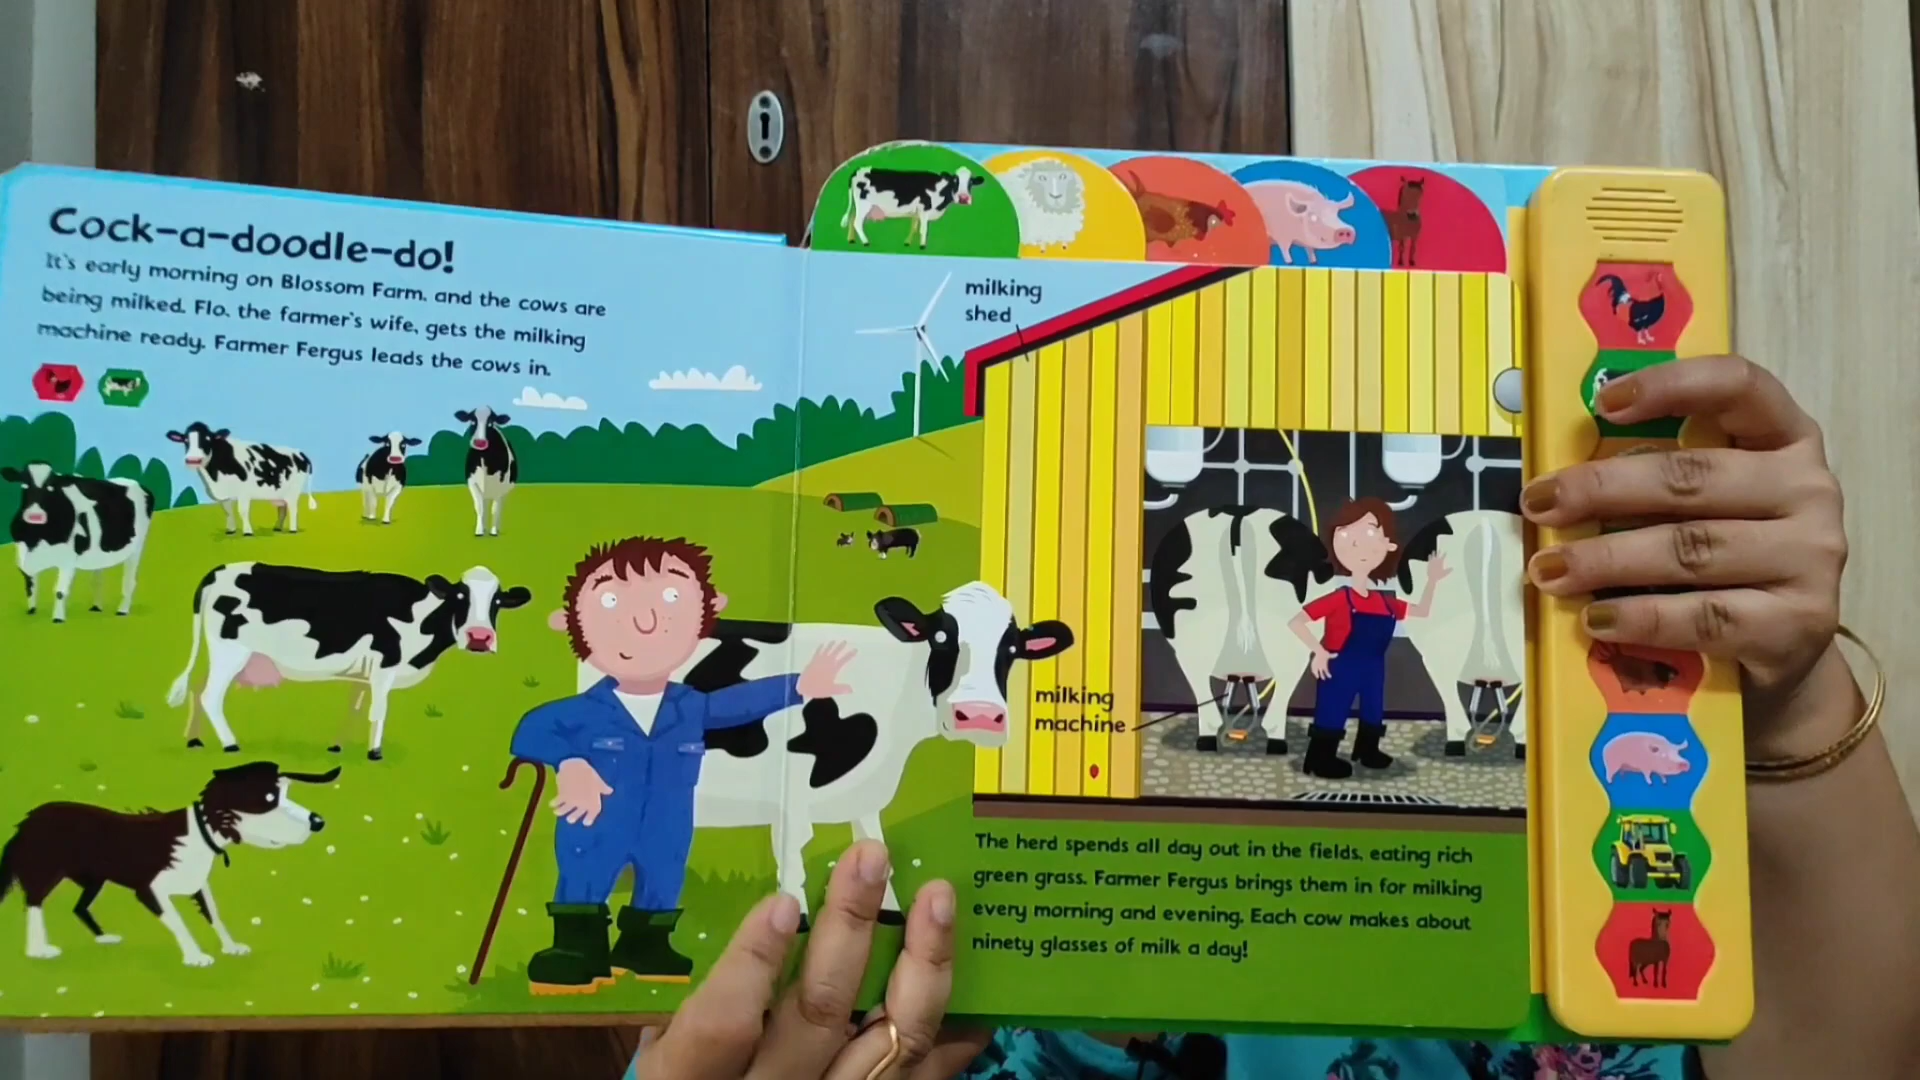 Cock-a-doodle-do!
It's early morning on Blossom Farm, and the cows are
being milked. Flo, the farmer's wife, gets the milking
machine ready. Farmer Fergus leads the cows in.
milking
shed
milking
machine
The herd spends all day out in the fields, eating rich
green grass. Farmer Fergus brings them in for milking
every morning and evening. Each cow makes about
ninety glasses of milk a day!